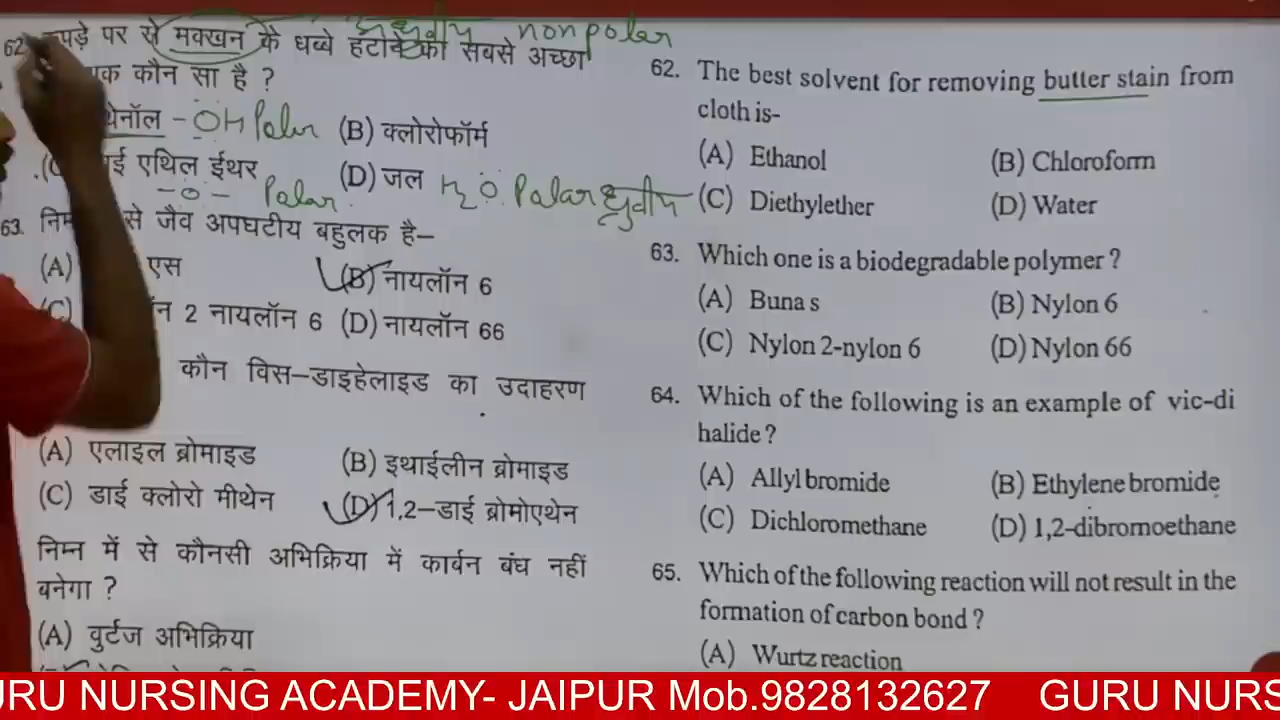 62. पड़े पर से मक्खन के धब्बे हटाने का सबसे अच्छा
nonpolar
क कौन सा है ?
थेनॉल - OH Polar (B) क्लोरोफॉर्म
ई एथिल ईथर (D) जल H2O Polar ध्रुवीय
-O- Polar
63. निम् से जैव अपघटीय बहुलक है–
(A) एस (B) नायलॉन 6
(C) न 2 नायलॉन 6 (D) नायलॉन 66
कौन विस–डाइहेलाइड का उदाहरण
(A) एलाइल ब्रोमाइड (B) इथाईलीन ब्रोमाइड
(C) डाई क्लोरो मीथेन (D) 1,2–डाई ब्रोमोएथेन
निम्न में से कौनसी अभिक्रिया में कार्बन बंध नहीं
बनेगा ?
(A) वुर्टज अभिक्रिया
62. The best solvent for removing butter stain from
cloth is-
(A) Ethanol (B) Chloroform
(C) Diethylether (D) Water
63. Which one is a biodegradable polymer ?
(A) Buna s (B) Nylon 6
(C) Nylon 2-nylon 6 (D) Nylon 66
64. Which of the following is an example of vic-di
halide ?
(A) Allyl bromide (B) Ethylene bromide
(C) Dichloromethane (D) 1,2-dibromoethane
65. Which of the following reaction will not result in the
formation of carbon bond ?
(A) Wurtz reaction
URU NURSING ACADEMY- JAIPUR Mob.9828132627 GURU NURS